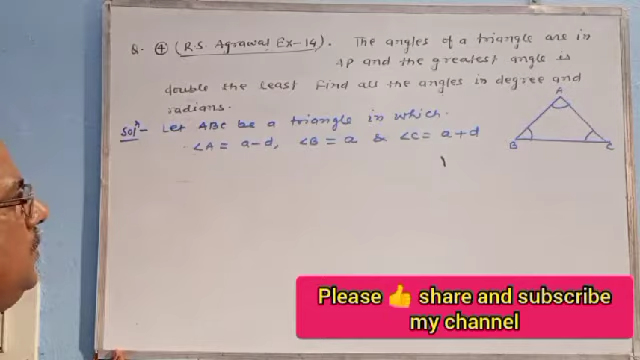 Q. ④ (R.S. Agrawal Ex-14). The angles of a triangle are in
AP and the greatest angle is
double the least Find all the angles in degree and
radians.
Solⁿ- Let ABC be a triangle in which.
∠A = a-d, ∠B = a & ∠C = a+d
A
B C
Please 👍 share and subscribe
my channel